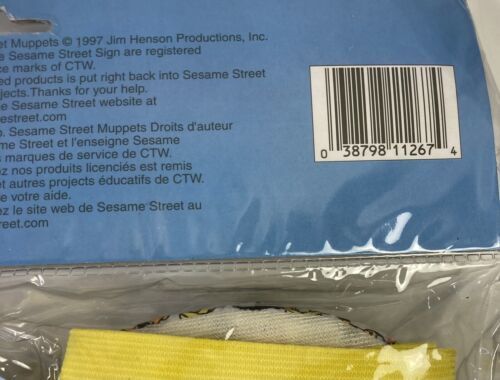 et Muppets © 1997 Jim Henson Productions, Inc.
e Sesame Street Sign are registered
ce marks of CTW.
ed products is put right back into Sesame Street
jects.Thanks for your help.
e Sesame Street website at
estreet.com
o. Sesame Street Muppets Droits d'auteur
me Street et l'enseigne Sesame
s marques de service de CTW.
ez nos produits licenciés est remis
et autres projects éducatifs de CTW.
e votre aide.
ez le site web de Sesame Street au
treet.com
0 38798 11267 4